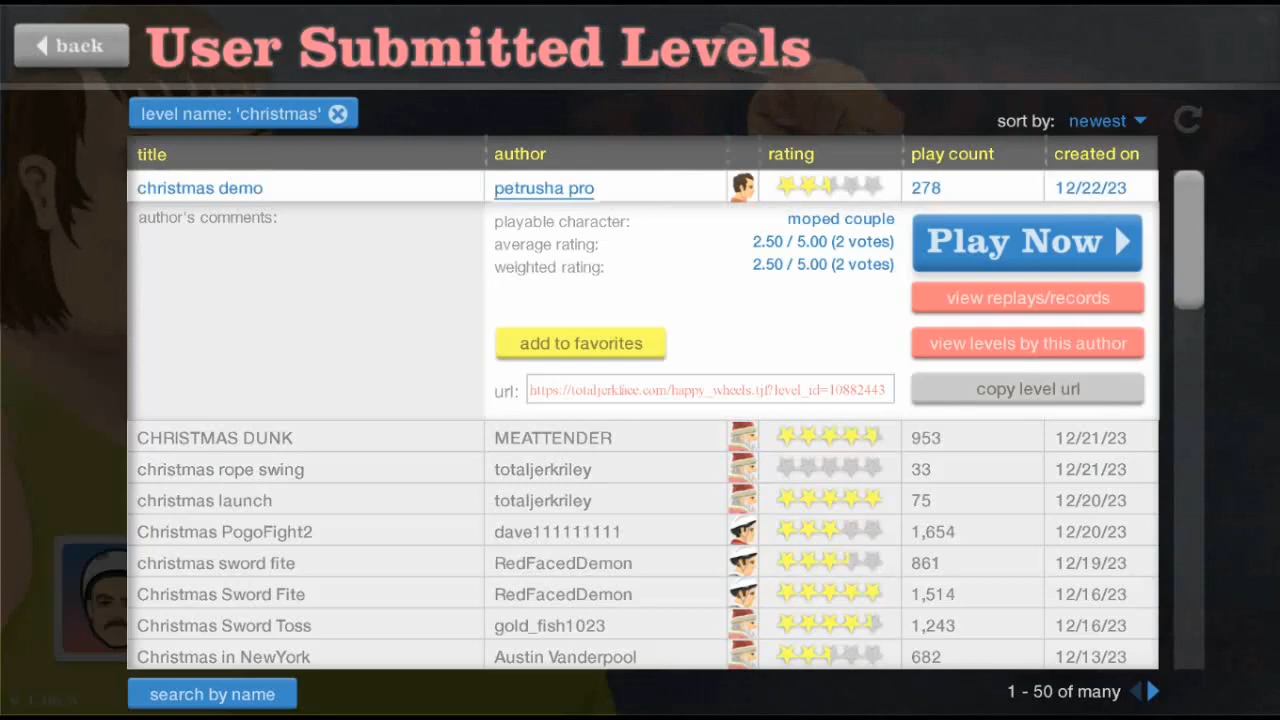 back
User Submitted Levels
level name: 'christmas'
sort by: newest
title author rating play count created on
christmas demo petrusha pro 278 12/22/23
author's comments:
playable character: moped couple
average rating: 2.50 / 5.00 (2 votes)
weighted rating: 2.50 / 5.00 (2 votes)
Play Now
view replays/records
add to favorites
view levels by this author
url: https://totaljerkface.com/happy_wheels.tjf?level_id=10882443
copy level url
CHRISTMAS DUNK MEATTENDER 953 12/21/23
christmas rope swing totaljerkriley 33 12/21/23
christmas launch totaljerkriley 75 12/20/23
Christmas PogoFight2 dave111111111 1,654 12/20/23
christmas sword fite RedFacedDemon 861 12/19/23
Christmas Sword Fite RedFacedDemon 1,514 12/16/23
Christmas Sword Toss gold_fish1023 1,243 12/16/23
Christmas in NewYork Austin Vanderpool 682 12/13/23
search by name
1 - 50 of many